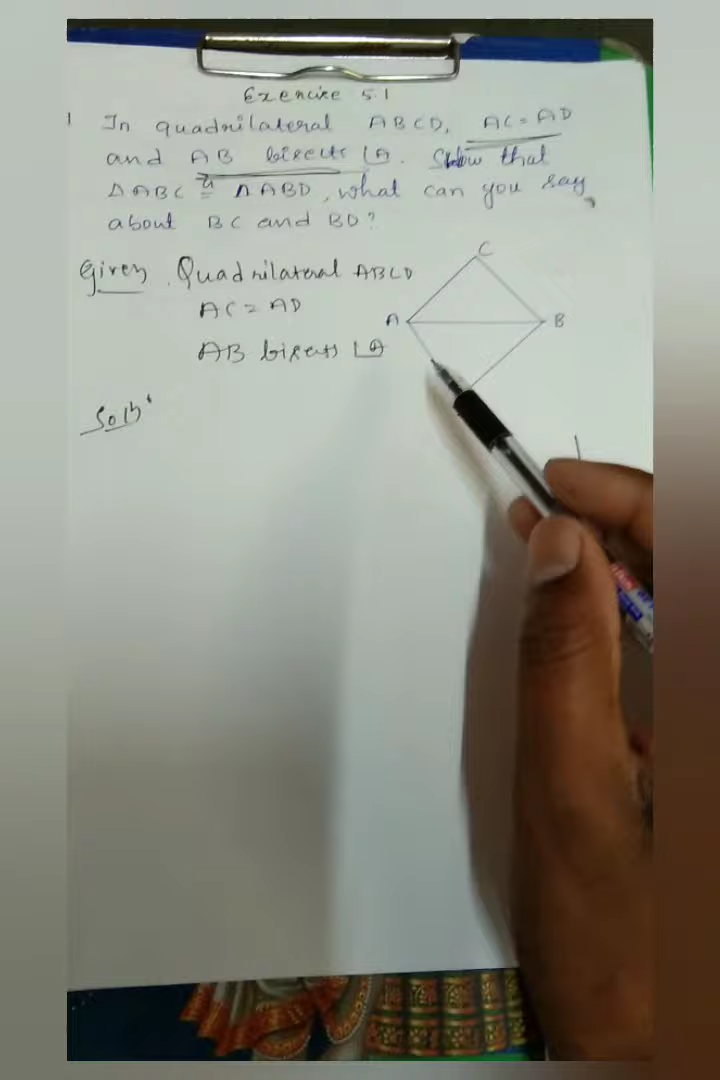 Exercise 5.1
1 In quadrilateral ABCD, AC = AD
and AB bisects ∠A. Show that
Δ ABC ≅ Δ ABD, what can you say
about BC and BD?
Given Quadrilateral ABCD
AC = AD
AB bisects ∠A
C
A
B
Soln